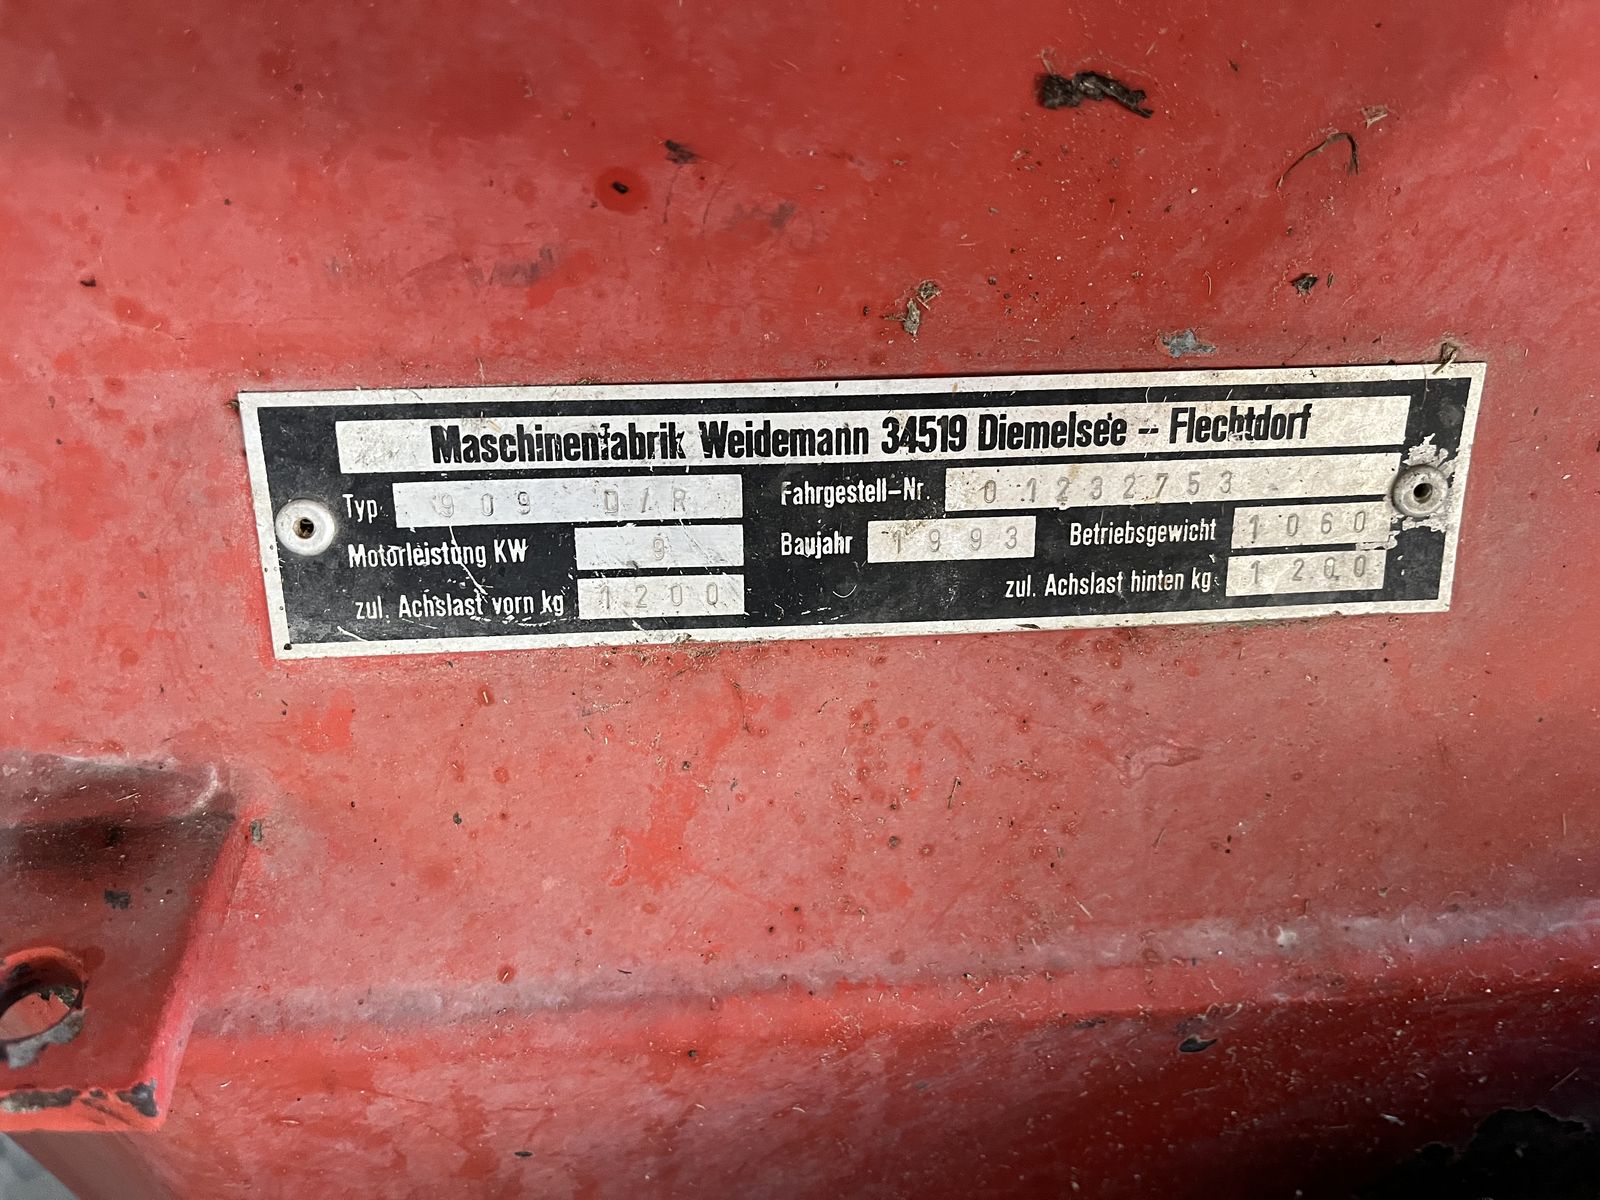 Maschinenfabrik Weidemann 34519 Diemelsee – Flechtdorf
Typ 909 D/R Fahrgestell-Nr. 01232753
Motorleistung KW 9 Baujahr 1993 Betriebsgewicht 1060
zul. Achslast vorn kg 1200 zul. Achslast hinten kg 1200